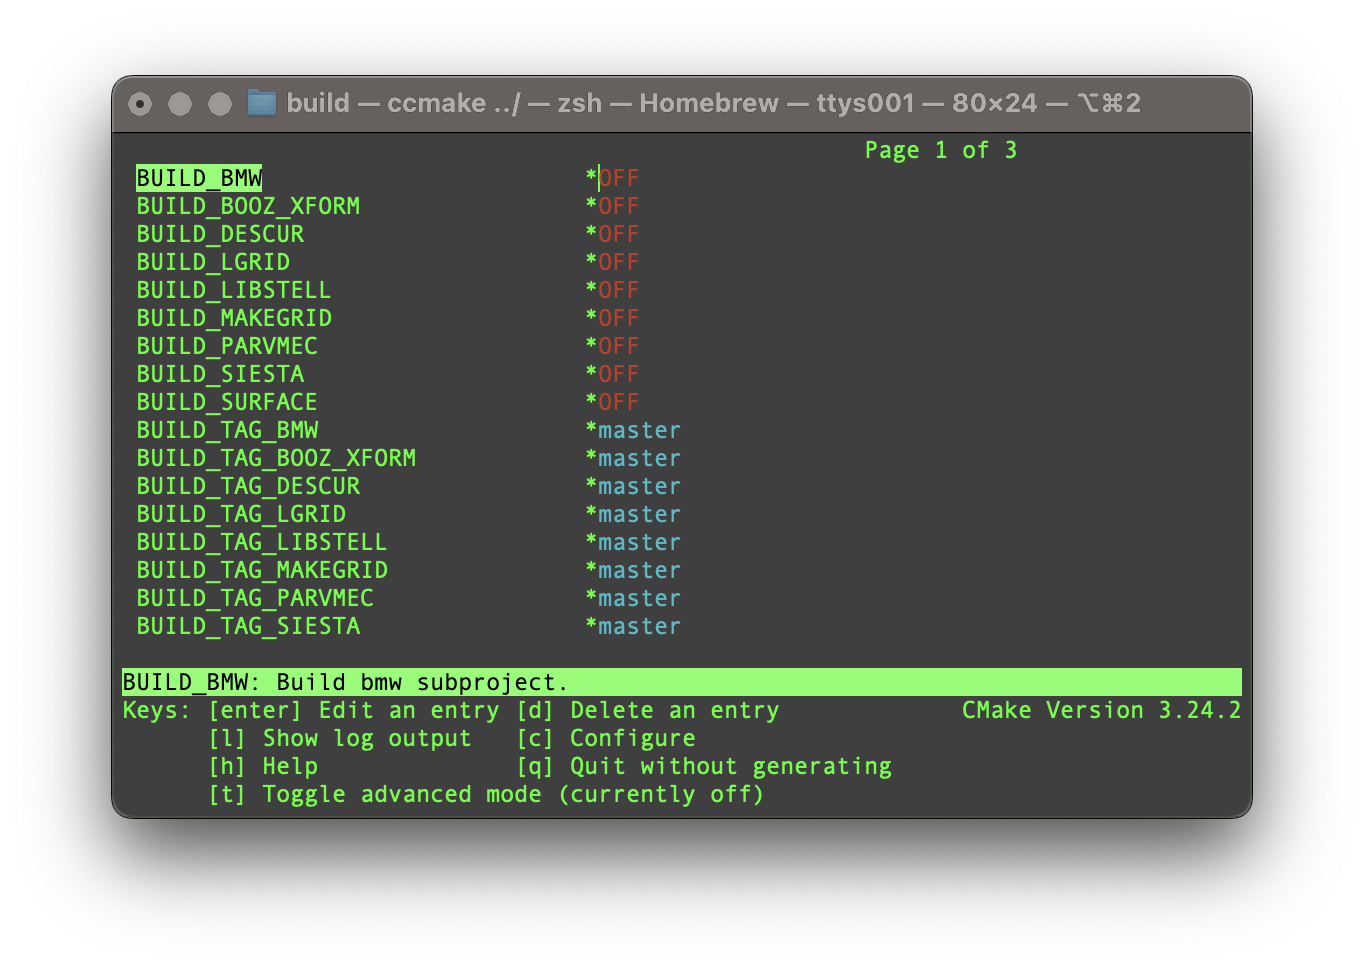 build — ccmake ../ — zsh — Homebrew — ttys001 — 80×24 — ⌥⌘2
Page 1 of 3
BUILD_BMW *OFF
BUILD_BOOZ_XFORM *OFF
BUILD_DESCUR *OFF
BUILD_LGRID *OFF
BUILD_LIBSTELL *OFF
BUILD_MAKEGRID *OFF
BUILD_PARVMEC *OFF
BUILD_SIESTA *OFF
BUILD_SURFACE *OFF
BUILD_TAG_BMW *master
BUILD_TAG_BOOZ_XFORM *master
BUILD_TAG_DESCUR *master
BUILD_TAG_LGRID *master
BUILD_TAG_LIBSTELL *master
BUILD_TAG_MAKEGRID *master
BUILD_TAG_PARVMEC *master
BUILD_TAG_SIESTA *master
BUILD_BMW: Build bmw subproject.
Keys: [enter] Edit an entry [d] Delete an entry CMake Version 3.24.2
[l] Show log output [c] Configure
[h] Help [q] Quit without generating
[t] Toggle advanced mode (currently off)